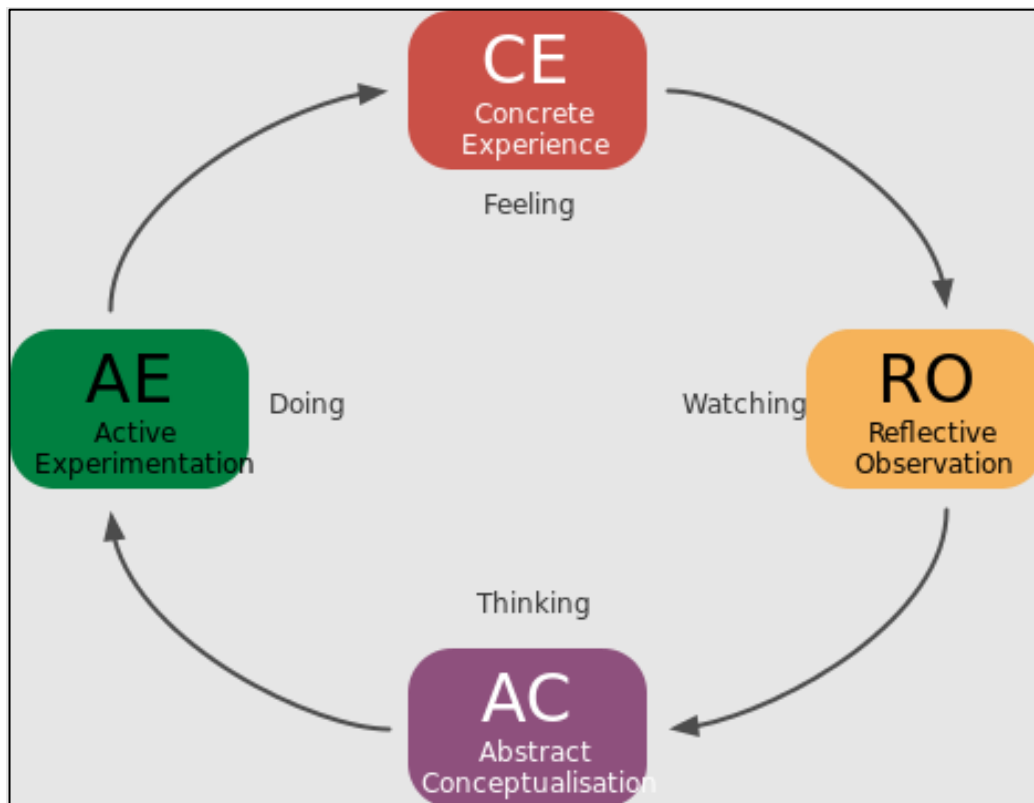 CE
Concrete
Experience
Feeling
AE
Active
Experimentation
Doing
Watching
RO
Reflective
Observation
Thinking
AC
Abstract
Conceptualisation